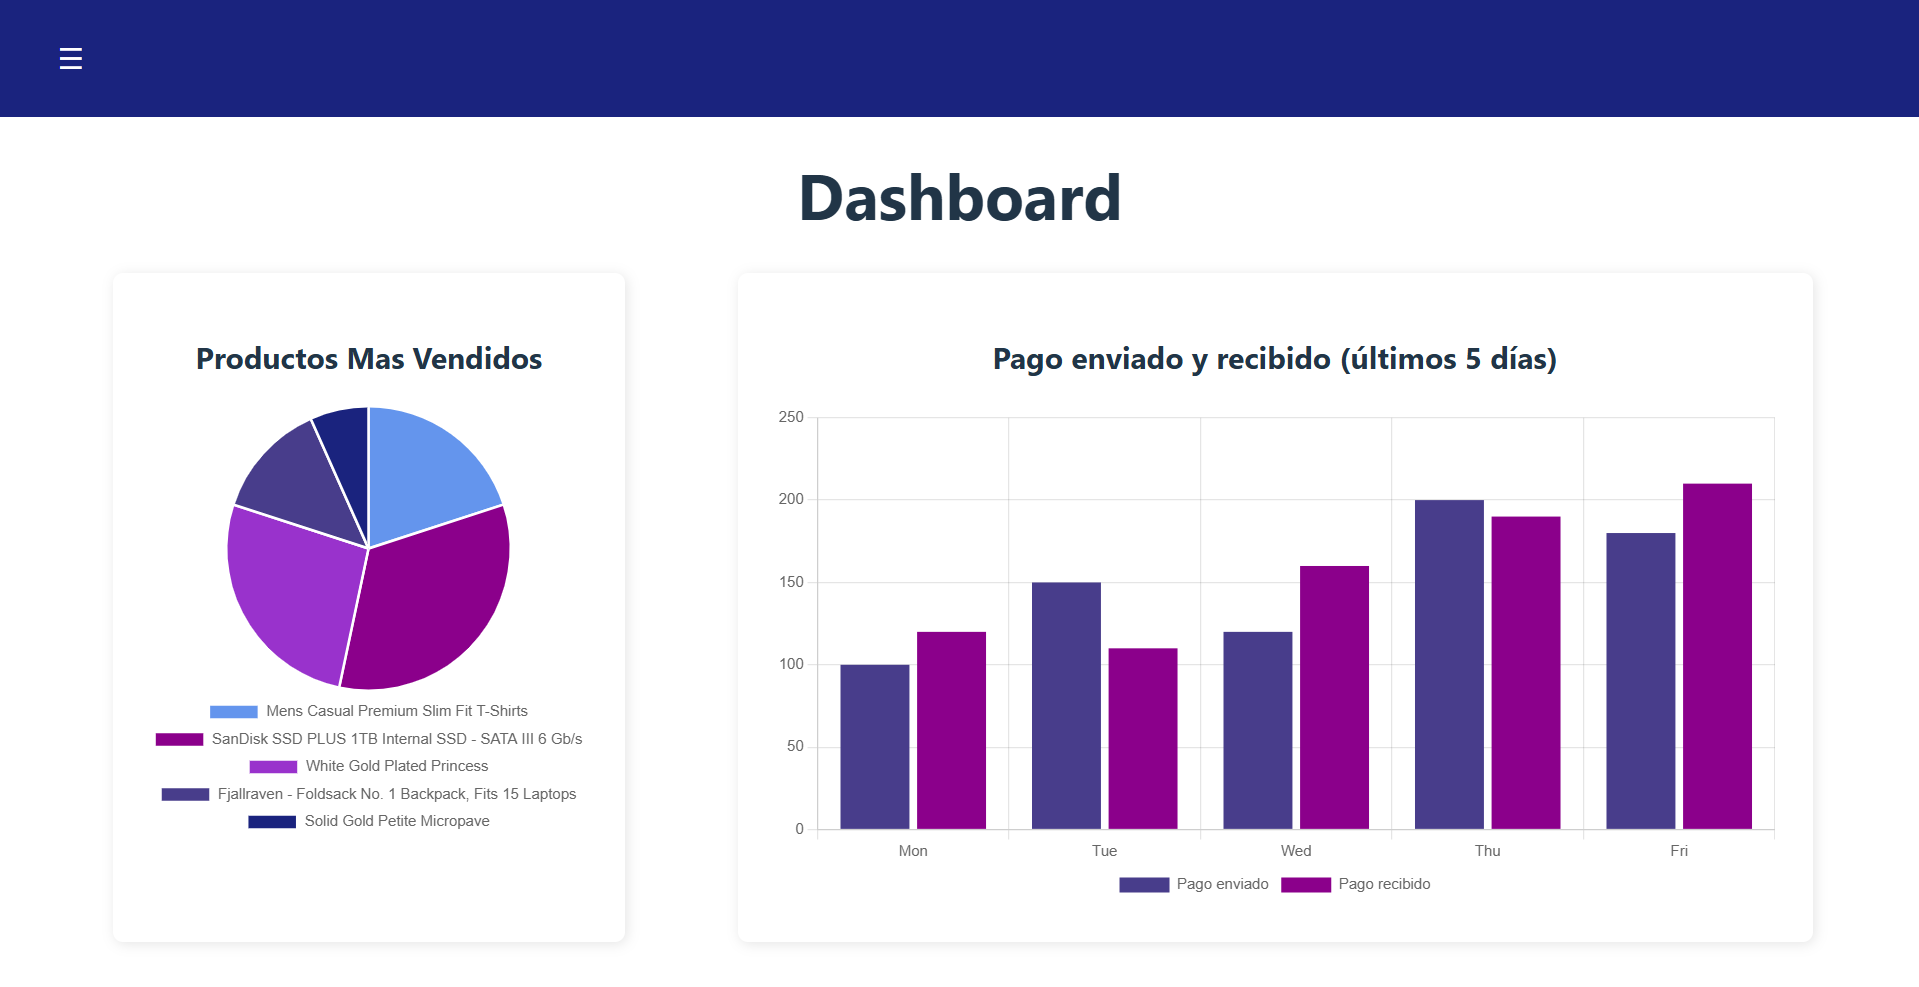 ☰
Dashboard
Productos Mas Vendidos
Mens Casual Premium Slim Fit T-Shirts
SanDisk SSD PLUS 1TB Internal SSD - SATA III 6 Gb/s
White Gold Plated Princess
Fjallraven - Foldsack No. 1 Backpack, Fits 15 Laptops
Solid Gold Petite Micropave
Pago enviado y recibido (últimos 5 días)
250
200
150
100
50
0
Mon Tue Wed Thu Fri
Pago enviado Pago recibido